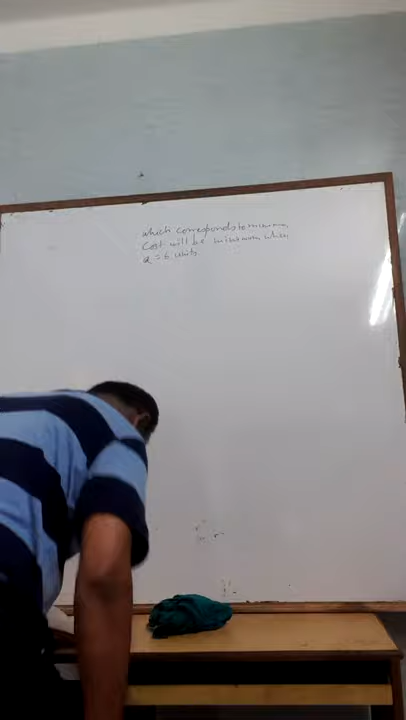 which corresponds to minimum,
Cost will be minimum when
Q = 6 units